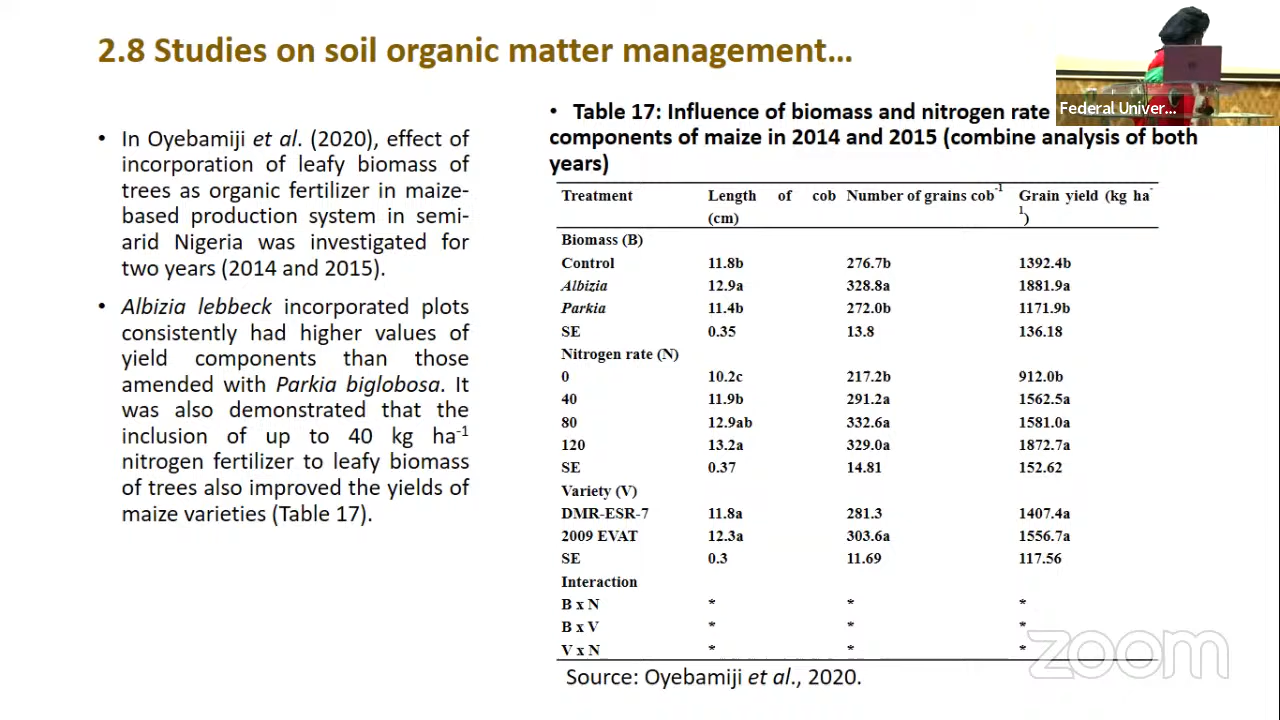 2.8 Studies on soil organic matter management...
Federal Univer...
• In Oyebamiji et al. (2020), effect of
incorporation of leafy biomass of
trees as organic fertilizer in maize-
based production system in semi-
arid Nigeria was investigated for
two years (2014 and 2015).
• Albizia lebbeck incorporated plots
consistently had higher values of
yield components than those
amended with Parkia biglobosa. It
was also demonstrated that the
inclusion of up to 40 kg ha-1
nitrogen fertilizer to leafy biomass
of trees also improved the yields of
maize varieties (Table 17).
• Table 17: Influence of biomass and nitrogen rate
components of maize in 2014 and 2015 (combine analysis of both
years)
Treatment Length of cob (cm) Number of grains cob-1 Grain yield (kg ha-1)
Biomass (B)
Control 11.8b 276.7b 1392.4b
Albizia 12.9a 328.8a 1881.9a
Parkia 11.4b 272.0b 1171.9b
SE 0.35 13.8 136.18
Nitrogen rate (N)
0 10.2c 217.2b 912.0b
40 11.9b 291.2a 1562.5a
80 12.9ab 332.6a 1581.0a
120 13.2a 329.0a 1872.7a
SE 0.37 14.81 152.62
Variety (V)
DMR-ESR-7 11.8a 281.3 1407.4a
2009 EVAT 12.3a 303.6a 1556.7a
SE 0.3 11.69 117.56
Interaction
B x N * * *
B x V * * *
V x N * * *
Source: Oyebamiji et al., 2020.
zoom